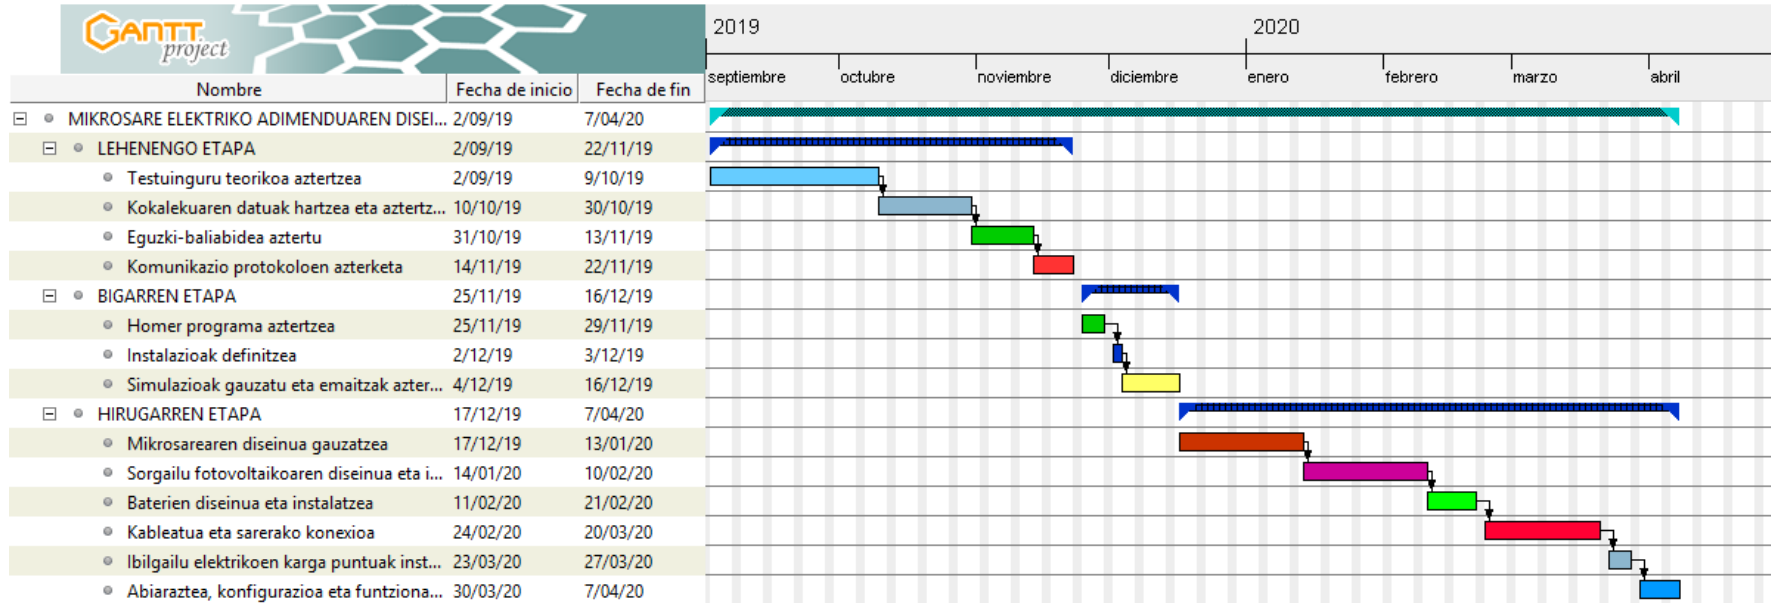 GANTT
project
2019 2020
septiembre octubre noviembre diciembre enero febrero marzo abril
Nombre Fecha de inicio Fecha de fin
MIKROSARE ELEKTRIKO ADIMENDUAREN DISEI... 2/09/19 7/04/20
LEHENENGO ETAPA 2/09/19 22/11/19
Testuinguru teorikoa aztertzea 2/09/19 9/10/19
Kokalekuaren datuak hartzea eta aztertz... 10/10/19 30/10/19
Eguzki-baliabidea aztertu 31/10/19 13/11/19
Komunikazio protokoloen azterketa 14/11/19 22/11/19
BIGARREN ETAPA 25/11/19 16/12/19
Homer programa aztertzea 25/11/19 29/11/19
Instalazioak definitzea 2/12/19 3/12/19
Simulazioak gauzatu eta emaitzak azter... 4/12/19 16/12/19
HIRUGARREN ETAPA 17/12/19 7/04/20
Mikrosarearen diseinua gauzatzea 17/12/19 13/01/20
Sorgailu fotovoltaikoaren diseinua eta i... 14/01/20 10/02/20
Baterien diseinua eta instalatzea 11/02/20 21/02/20
Kableatua eta sarerako konexioa 24/02/20 20/03/20
Ibilgailu elektrikoen karga puntuak inst... 23/03/20 27/03/20
Abiaraztea, konfigurazioa eta funtziona... 30/03/20 7/04/20